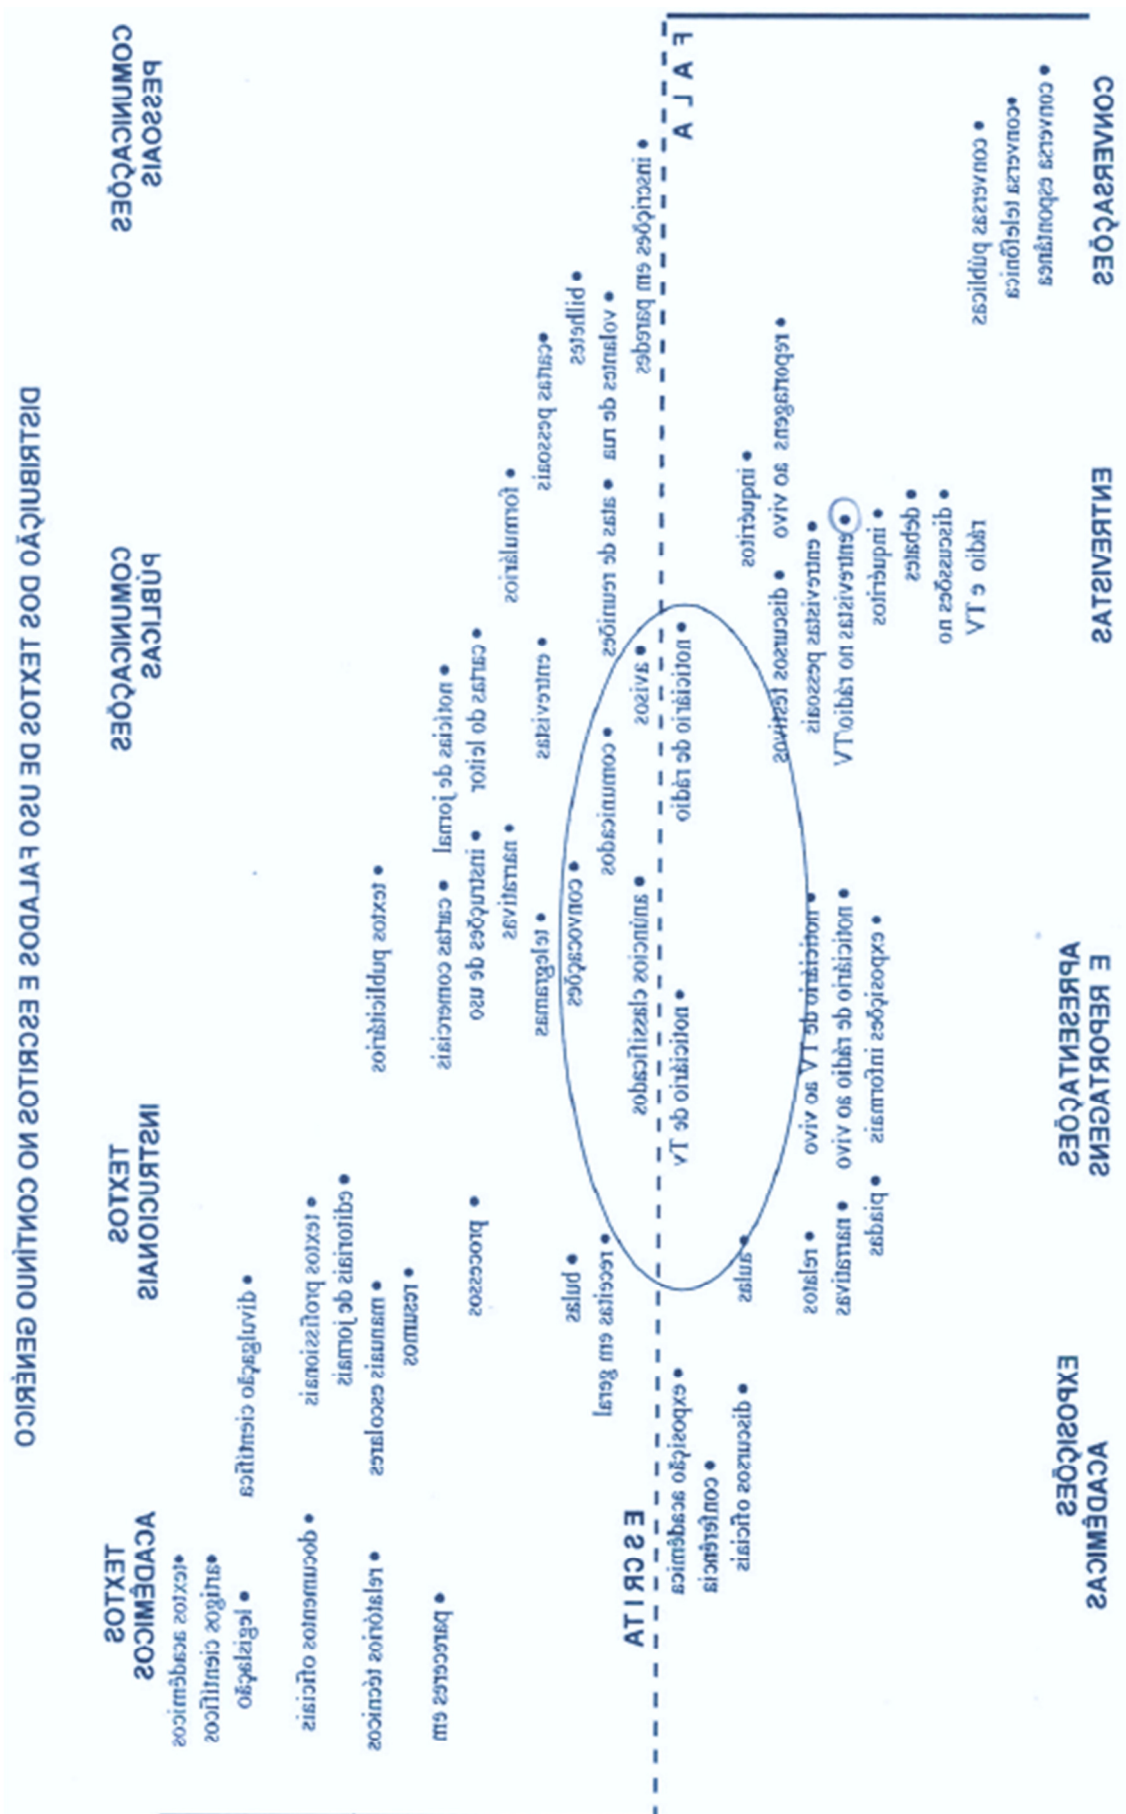 DISTRIBUIÇÃO DOS TEXTOS DE USO FALADOS E ESCRITOS NO CONTÍNUO GENÉRICO
COMUNICAÇÕES
PESSOAIS
COMUNICAÇÕES
PÚBLICAS
TEXTOS
INSTRUCIONAIS
TEXTOS
ACADÊMICOS
• textos acadêmicos
• artigos científicos
• legislação
• divulgação científica
• documentos oficiais
• textos profissionais
• editoriais de jornais
• manuais escolares
• relatórios técnicos
• textos publicitários
• resumos
• pareceres em
• notícias de jornal
• cartas comerciais
• cartas do leitor
• instruções de uso
• processo
• formulários
• narrativas
• cartas pessoais
• entrevistas
• telegramas
• bilhetes
• convocações
• bulas
• volantes de rua
• atas de reuniões
• comunicados
• receitas em geral
• inscrições em paredes
• avisos
• anúncios classificados
ESCRITA
FALA
• noticiário de rádio
• noticiário de TV
• exposição acadêmica
• conferência
• inquéritos
• aulas
• discursos oficiais
• reportagens ao vivo
• discursos festivos
• entrevistas pessoais
• noticiário de TV ao vivo
• relatos
• entrevistas no rádio/TV
• noticiário de rádio ao vivo
• narrativas
• inquéritos
• exposições informais
• piadas
• debates
• discussões no
rádio e TV
• conversas públicas
• conversa telefônica
• conversa espontânea
CONVERSAÇÕES
ENTREVISTAS
APRESENTAÇÕES
E REPORTAGENS
EXPOSIÇÕES
ACADÊMICAS